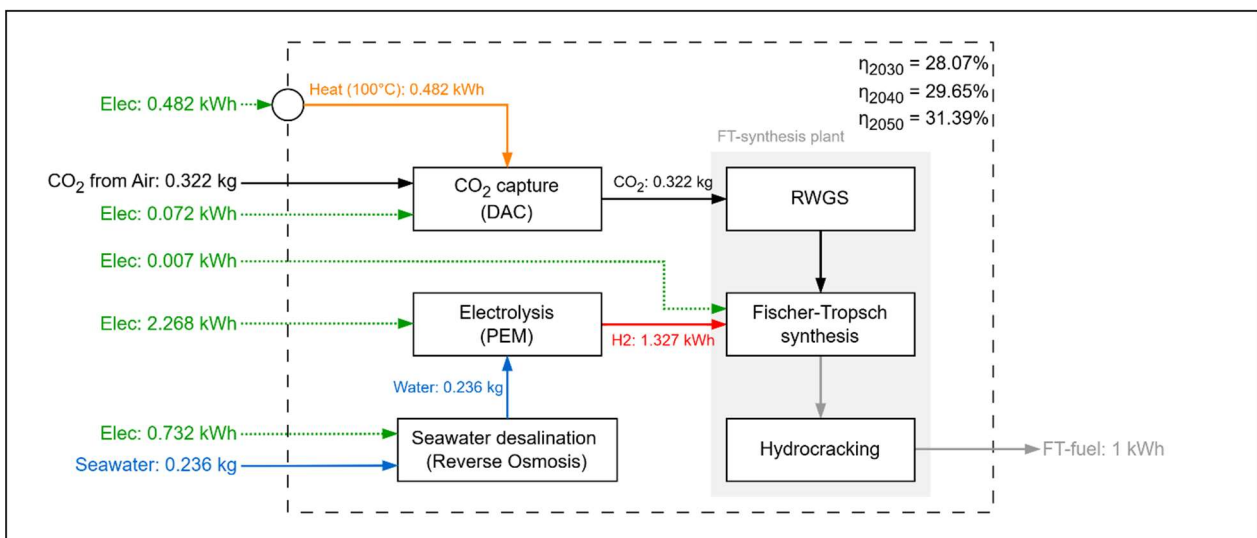 η2030 = 28.07%
η2040 = 29.65%
η2050 = 31.39%
Heat (100°C): 0.482 kWh
Elec: 0.482 kWh
FT-synthesis plant
CO2 from Air: 0.322 kg
CO2 capture
(DAC)
CO2: 0.322 kg
RWGS
Elec: 0.072 kWh
Elec: 0.007 kWh
Elec: 2.268 kWh
Electrolysis
(PEM)
H2: 1.327 kWh
Fischer-Tropsch
synthesis
Water: 0.236 kg
Elec: 0.732 kWh
Seawater: 0.236 kg
Seawater desalination
(Reverse Osmosis)
Hydrocracking
FT-fuel: 1 kWh